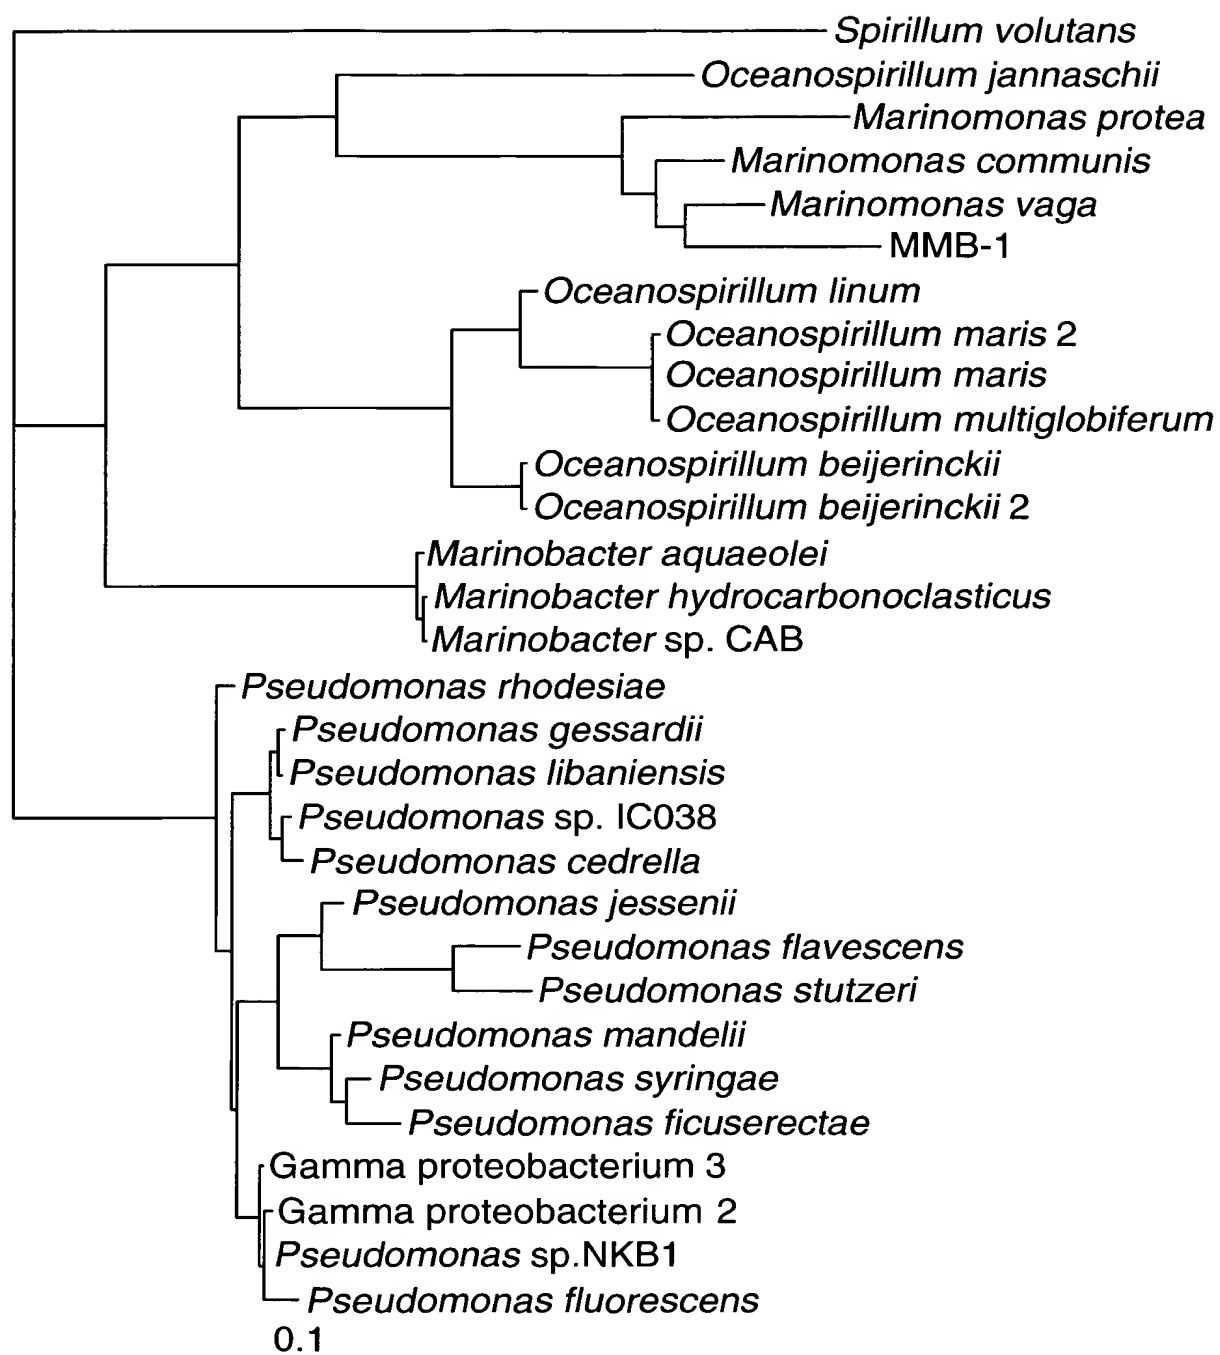 Spirillum volutans
Oceanospirillum jannaschii
Marinomonas protea
Marinomonas communis
Marinomonas vaga
MMB-1
Oceanospirillum linum
Oceanospirillum maris 2
Oceanospirillum maris
Oceanospirillum multiglobiferum
Oceanospirillum beijerinckii
Oceanospirillum beijerinckii 2
Marinobacter aquaeolei
Marinobacter hydrocarbonoclasticus
Marinobacter sp. CAB
Pseudomonas rhodesiae
Pseudomonas gessardii
Pseudomonas libaniensis
Pseudomonas sp. IC038
Pseudomonas cedrella
Pseudomonas jessenii
Pseudomonas flavescens
Pseudomonas stutzeri
Pseudomonas mandelii
Pseudomonas syringae
Pseudomonas ficuserectae
Gamma proteobacterium 3
Gamma proteobacterium 2
Pseudomonas sp.NKB1
Pseudomonas fluorescens
0.1